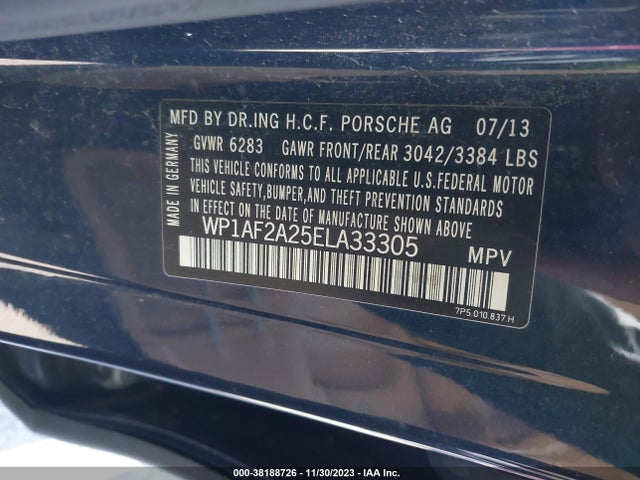 MFD BY DR.ING H.C.F. PORSCHE AG 07/13
GVWR 6283 GAWR FRONT/REAR 3042/3384 LBS
THIS VEHICLE CONFORMS TO ALL APPLICABLE U.S.FEDERAL MOTOR
VEHICLE SAFETY,BUMPER,AND THEFT PREVENTION STANDARDS
IN EFFECT ON THE DATE OF MANUFACTURE SHOWN ABOVE
WP1AF2A25ELA33305 MPV
MADE IN GERMANY
7P5.010.837.H
000-38188726 - 11/30/2023 - IAA Inc.